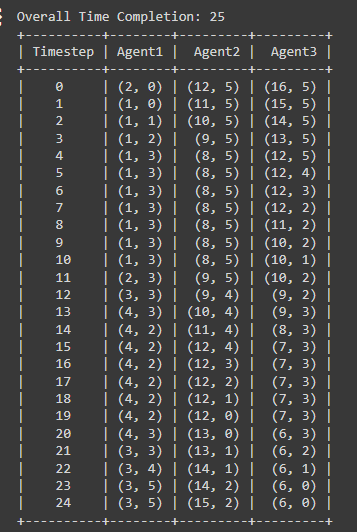 Overall Time Completion: 25
+----------+---------+---------+---------+
| Timestep | Agent1 | Agent2 | Agent3 |
+----------+---------+---------+---------+
| 0 | (2, 0) | (12, 5) | (16, 5) |
| 1 | (1, 0) | (11, 5) | (15, 5) |
| 2 | (1, 1) | (10, 5) | (14, 5) |
| 3 | (1, 2) | (9, 5) | (13, 5) |
| 4 | (1, 3) | (8, 5) | (12, 5) |
| 5 | (1, 3) | (8, 5) | (12, 4) |
| 6 | (1, 3) | (8, 5) | (12, 3) |
| 7 | (1, 3) | (8, 5) | (12, 2) |
| 8 | (1, 3) | (8, 5) | (11, 2) |
| 9 | (1, 3) | (8, 5) | (10, 2) |
| 10 | (1, 3) | (8, 5) | (10, 1) |
| 11 | (2, 3) | (9, 5) | (10, 2) |
| 12 | (3, 3) | (9, 4) | (9, 2) |
| 13 | (4, 3) | (10, 4) | (9, 3) |
| 14 | (4, 2) | (11, 4) | (8, 3) |
| 15 | (4, 2) | (12, 4) | (7, 3) |
| 16 | (4, 2) | (12, 3) | (7, 3) |
| 17 | (4, 2) | (12, 2) | (7, 3) |
| 18 | (4, 2) | (12, 1) | (7, 3) |
| 19 | (4, 2) | (12, 0) | (7, 3) |
| 20 | (4, 3) | (13, 0) | (6, 3) |
| 21 | (3, 3) | (13, 1) | (6, 2) |
| 22 | (3, 4) | (14, 1) | (6, 1) |
| 23 | (3, 5) | (14, 2) | (6, 0) |
| 24 | (3, 5) | (15, 2) | (6, 0) |
+----------+---------+---------+---------+